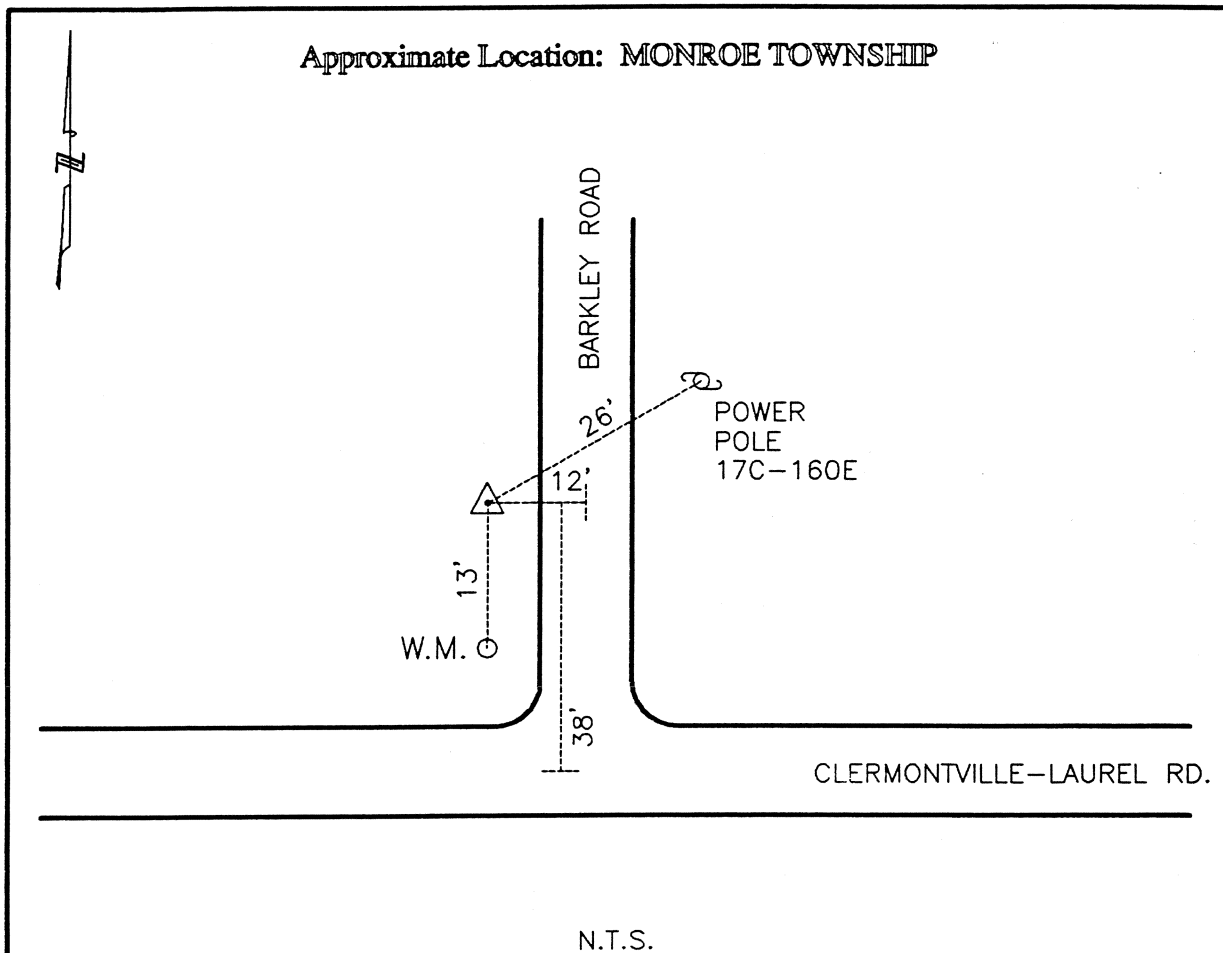 Approximate Location: MONROE TOWNSHIP
N
BARKLEY ROAD
26'
POWER
POLE
17C-160E
12'
13'
W.M.
38'
CLERMONTVILLE-LAUREL RD.
N.T.S.